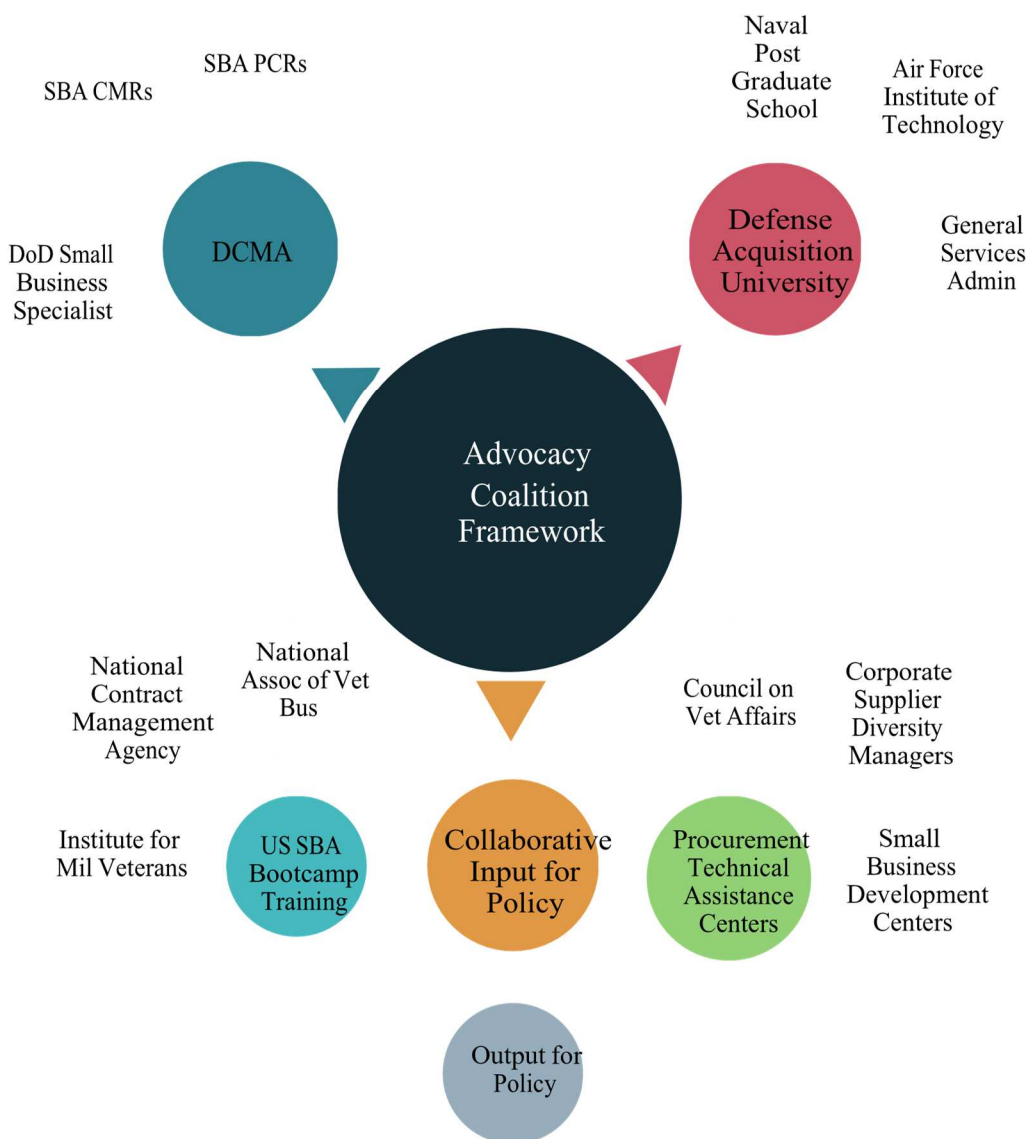 SBA CMRs
SBA PCRs
Naval
Post
Graduate
School
Air Force
Institute of
Technology
DoD Small
Business
Specialist
DCMA
Defense
Acquisition
University
General
Services
Admin
Advocacy
Coalition
Framework
National
Contract
Management
Agency
National
Assoc of Vet
Bus
Council on
Vet Affairs
Corporate
Supplier
Diversity
Managers
Institute for
Mil Veterans
US SBA
Bootcamp
Training
Collaborative
Input for
Policy
Procurement
Technical
Assistance
Centers
Small
Business
Development
Centers
Output for
Policy